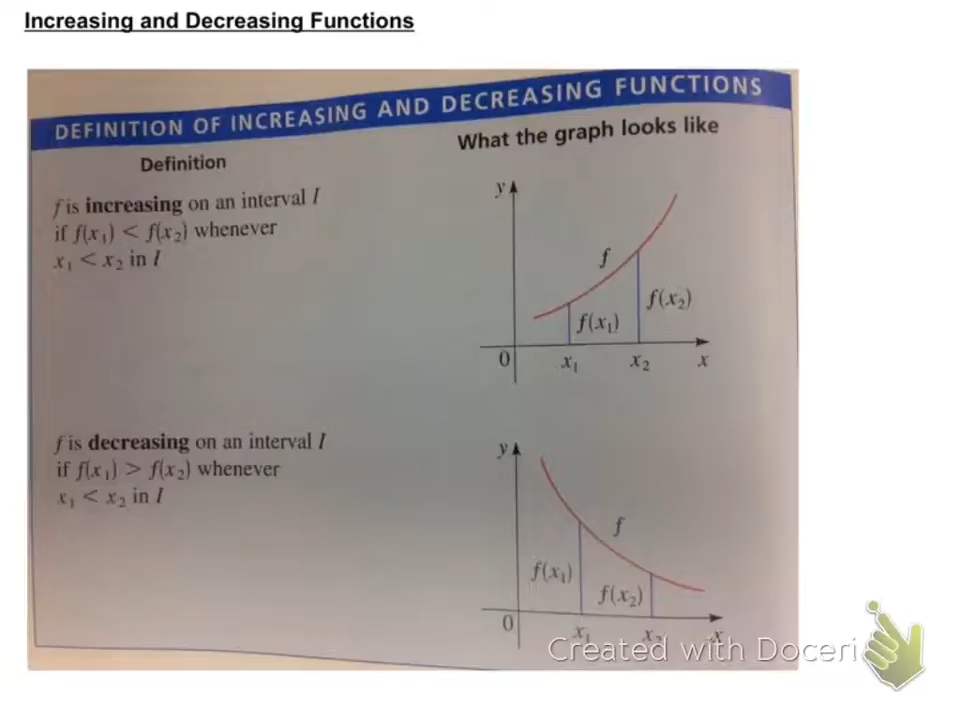 Increasing and Decreasing Functions
DEFINITION OF INCREASING AND DECREASING FUNCTIONS
Definition
What the graph looks like
f is increasing on an interval I
if f(x₁) < f(x₂) whenever
x₁ < x₂ in I
y
f
f(x₁)
f(x₂)
0
x₁
x₂
x
f is decreasing on an interval I
if f(x₁) > f(x₂) whenever
x₁ < x₂ in I
y
f
f(x₁)
f(x₂)
0
x₁
x₂
x
Created with Doceri